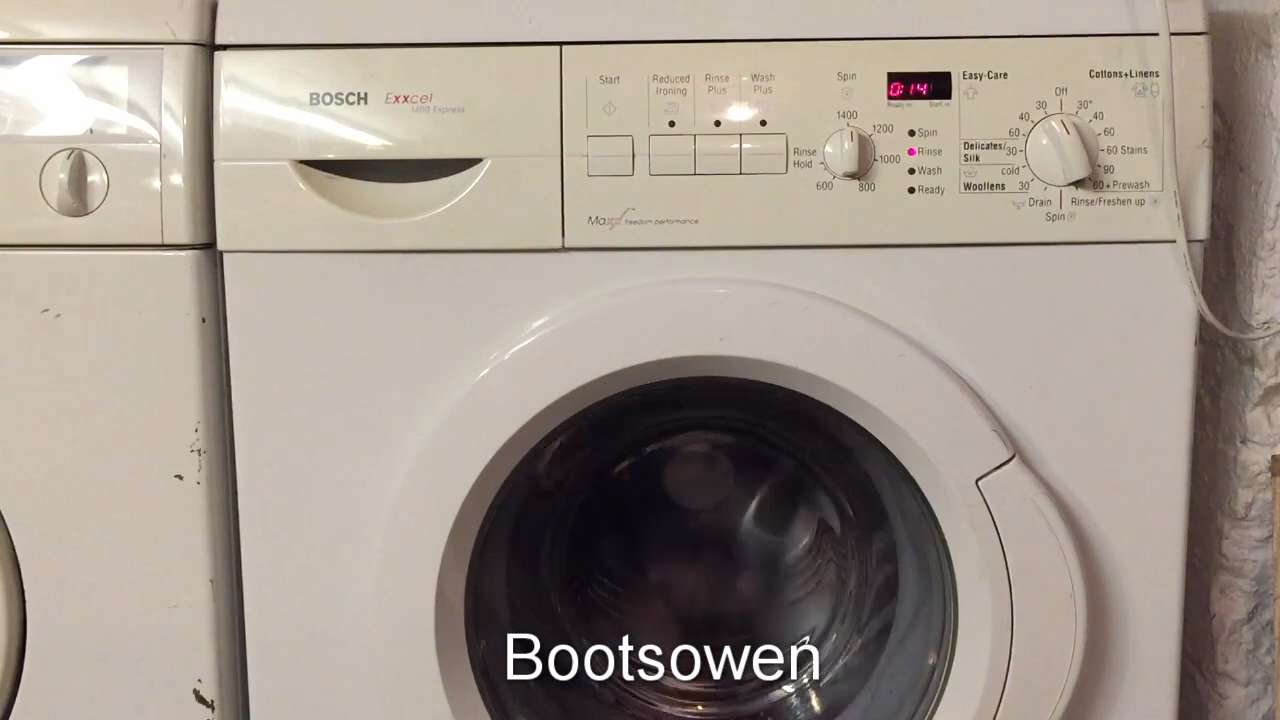 BOSCH Exxcel
1400 Express
Start
Reduced
Ironing
Rinse
Plus
Wash
Plus
Maxx freedom performance
Spin
1400
1200
1000
800
600
Rinse
Hold
0:14
Spin
Rinse
Wash
Ready
Easy-Care
Cottons+Linens
Off
30
40
60
Delicates/
Silk
30
cold
Woollens
30
Drain
Spin
30°
40
60
60 Stains
90
60+Prewash
Rinse/Freshen up
Bootsowen